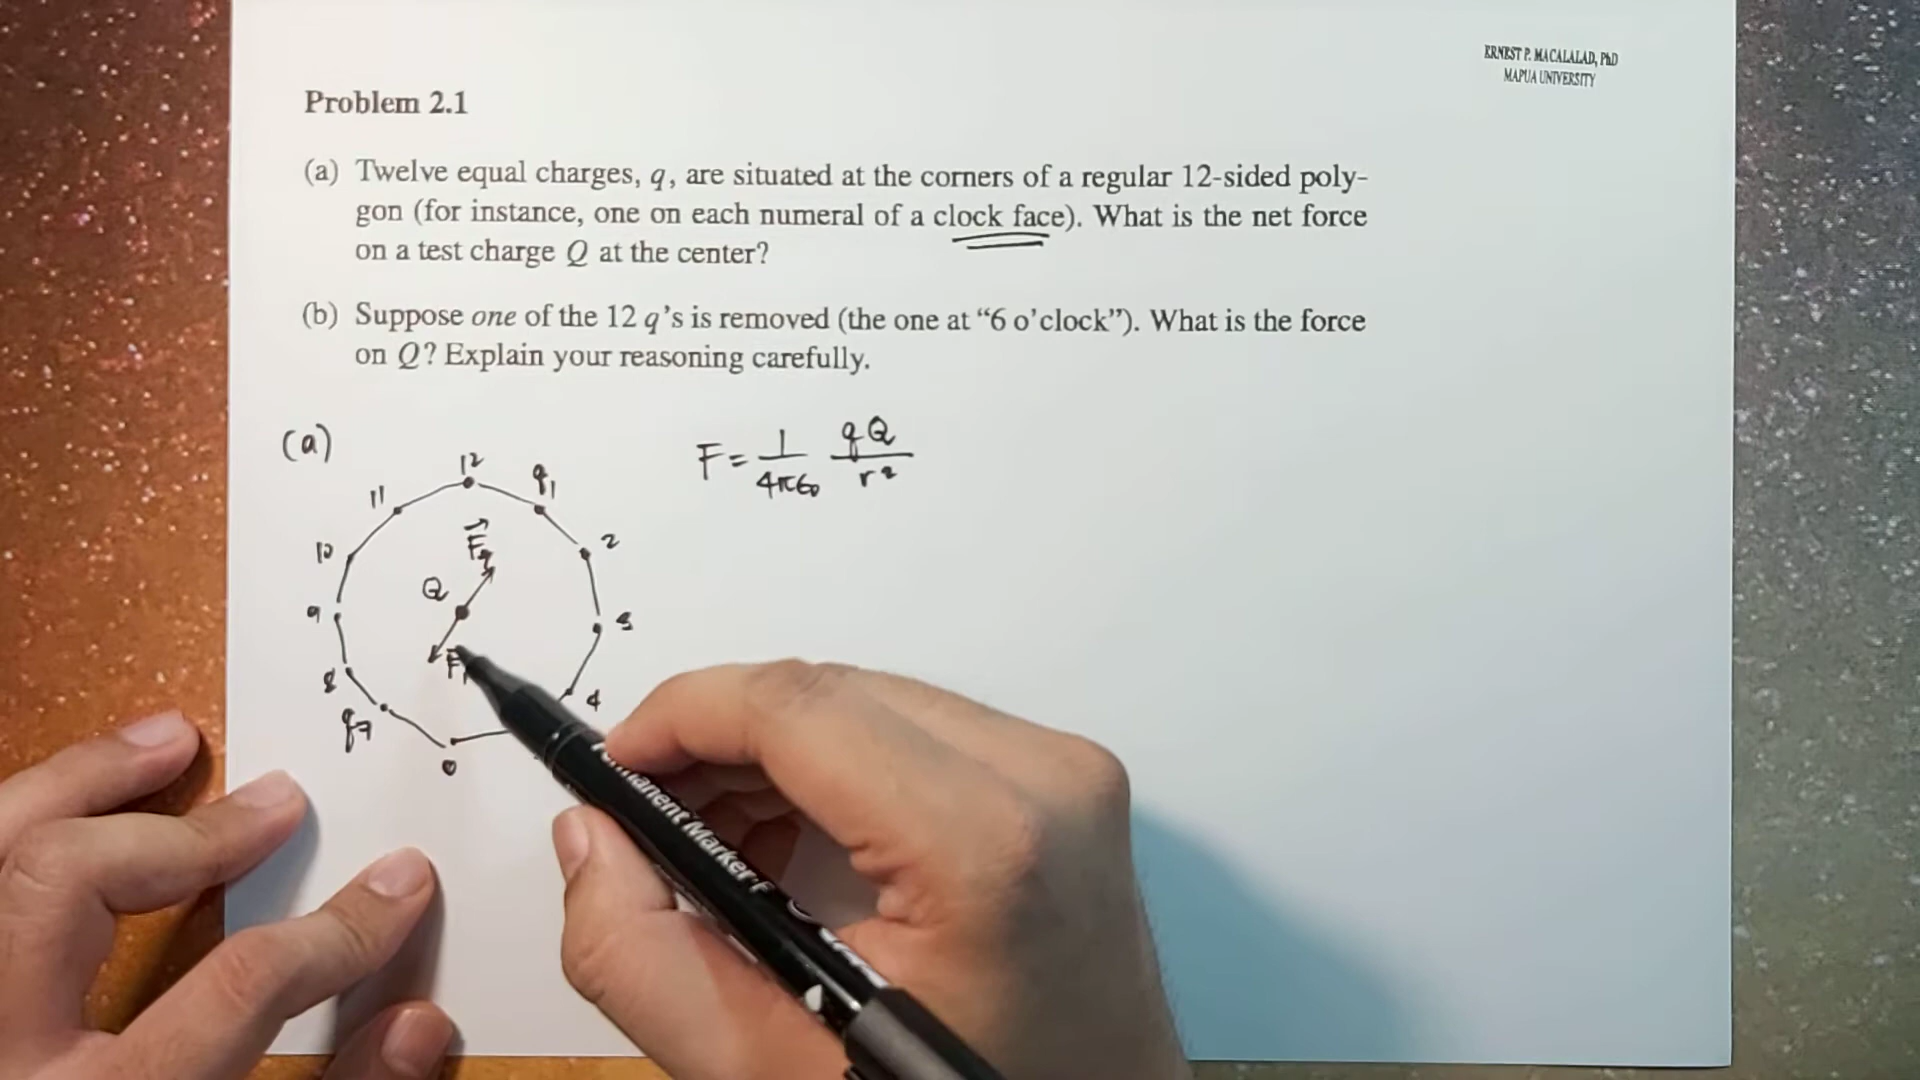 ERNEST P. MACALALAD, PhD
MAPUA UNIVERSITY
Problem 2.1
(a) Twelve equal charges, q, are situated at the corners of a regular 12-sided poly-
gon (for instance, one on each numeral of a clock face). What is the net force
on a test charge Q at the center?
(b) Suppose one of the 12 q's is removed (the one at “6 o'clock”). What is the force
on Q? Explain your reasoning carefully.
(a)
F = 1/4πε₀ qQ/r²
12
q₁
11
2
10
F⃗₇
Q
9
3
F⃗₁
8
4
q₇
Permanent Marker F